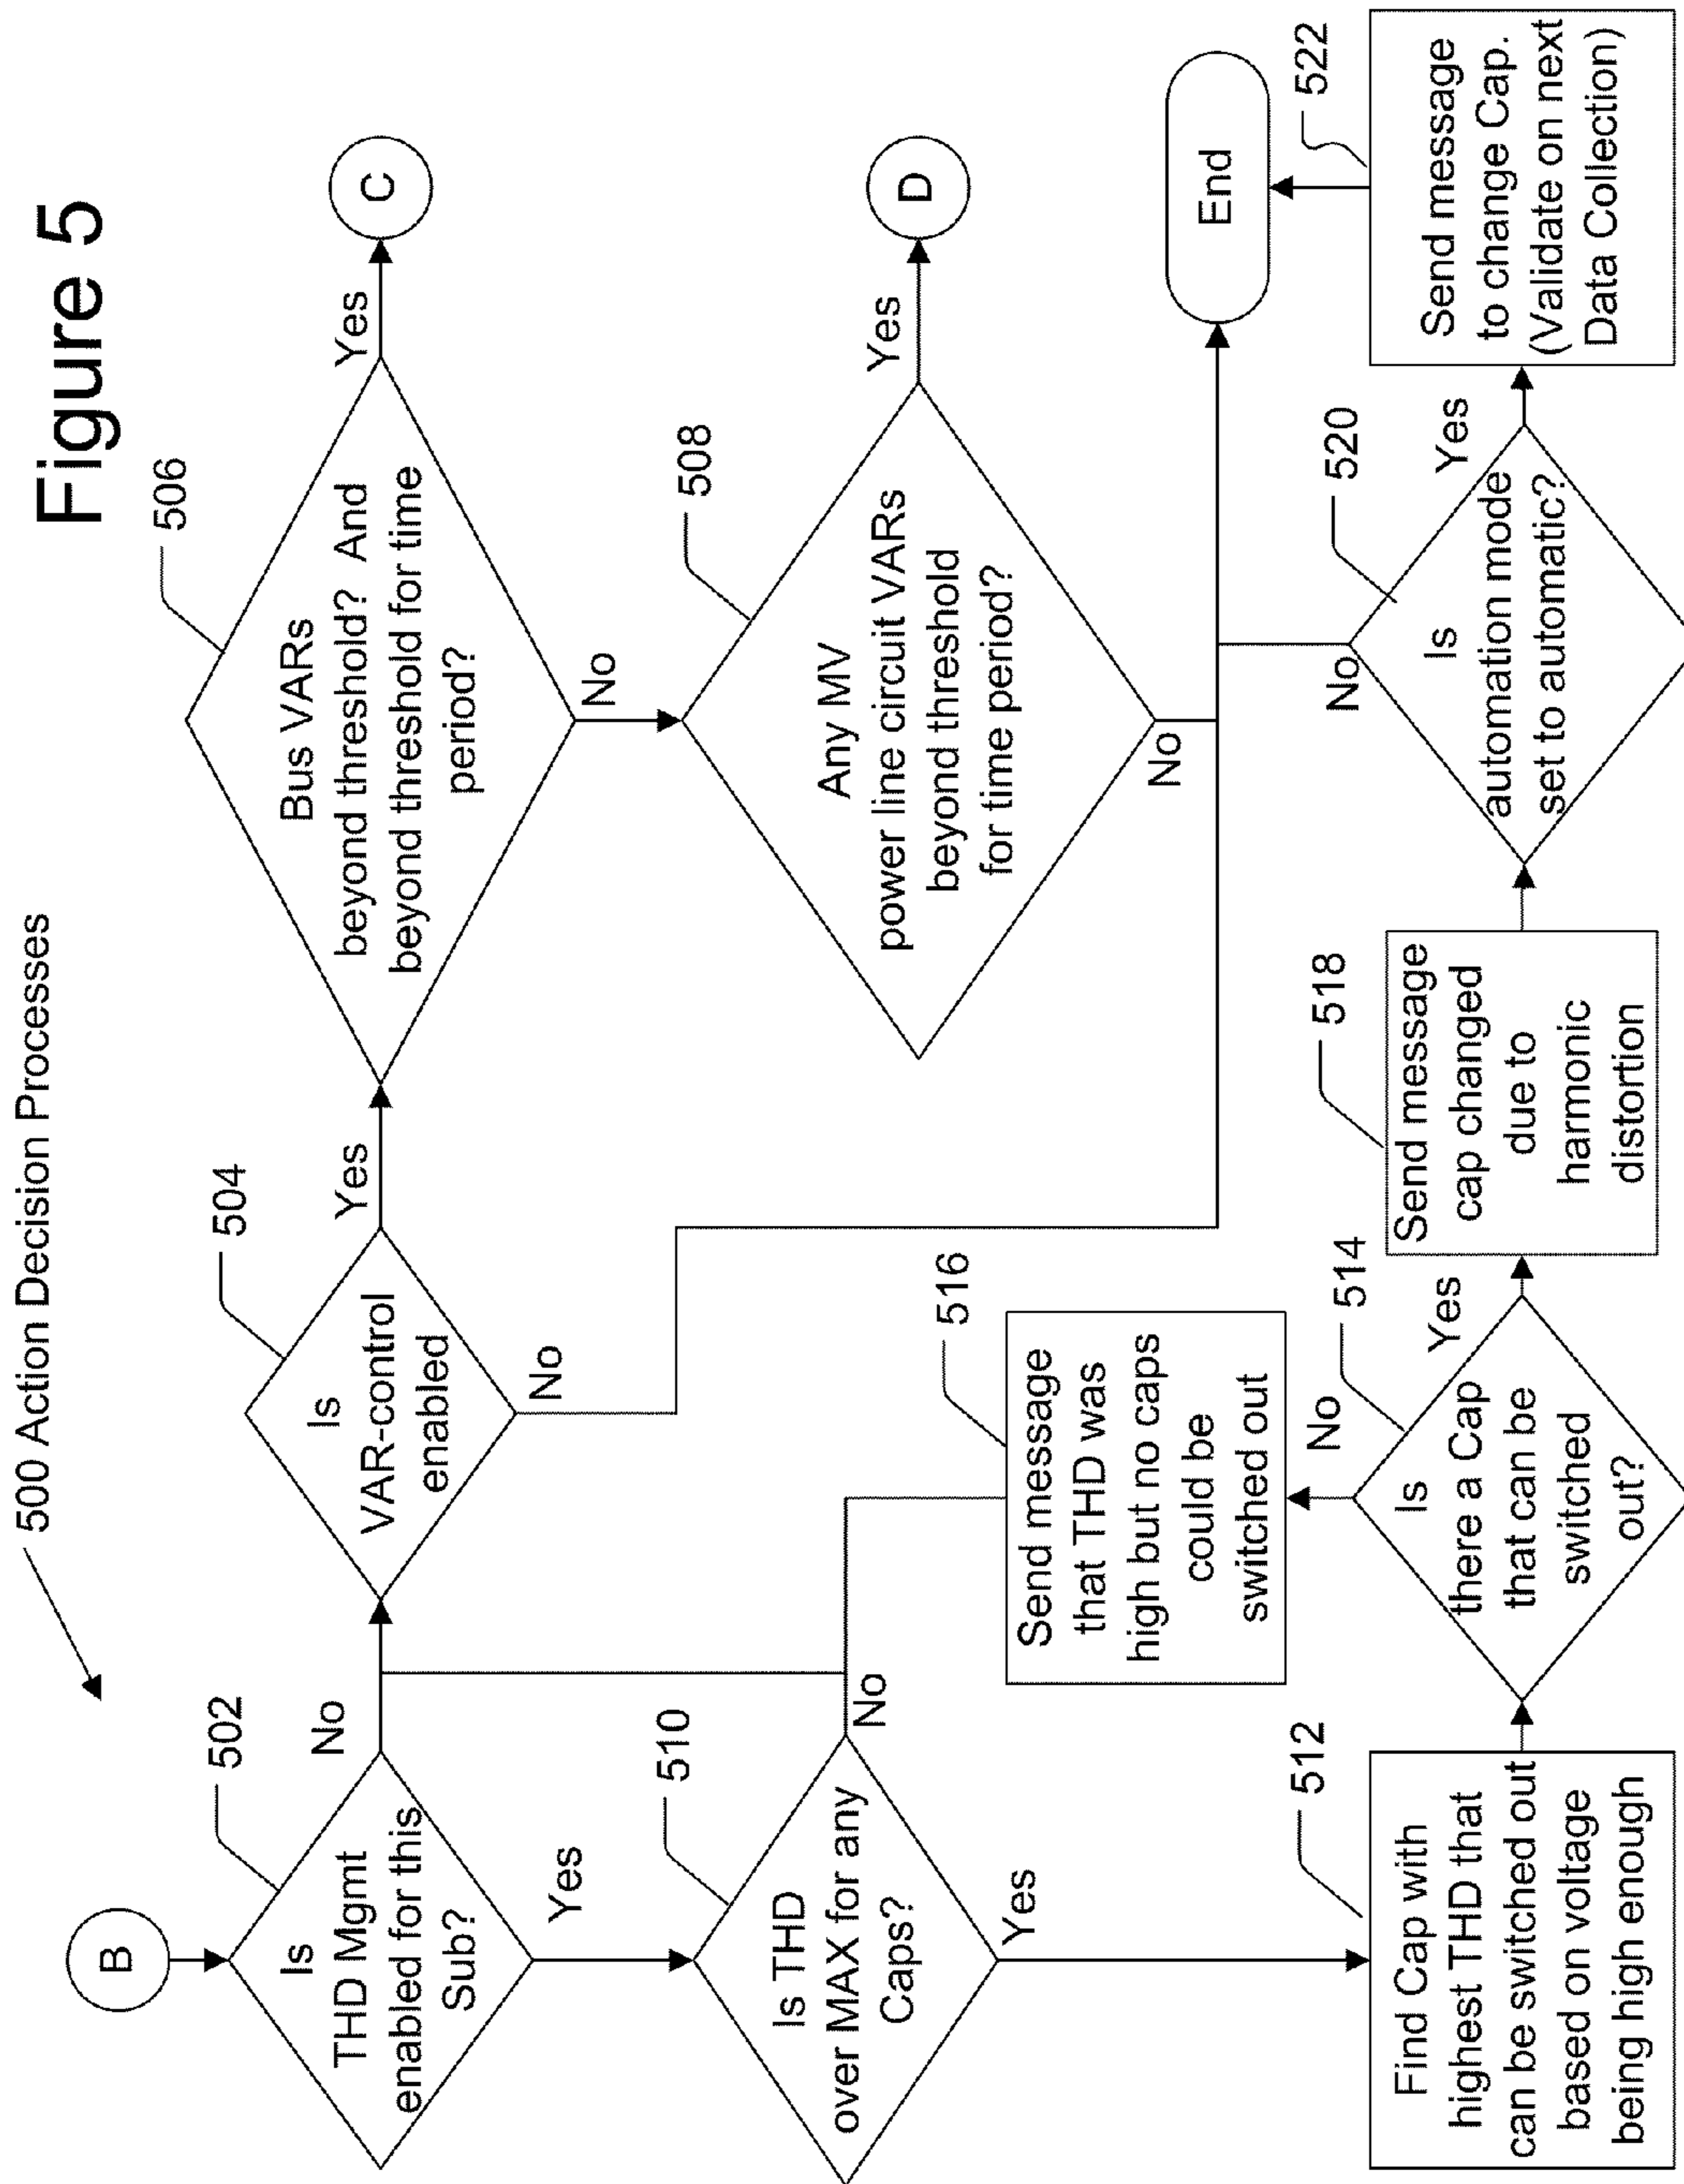 Figure 5
500 Action Decision Processes
B
502
Is
THD Mgmt
enabled for this
Sub?
No
Yes
504
Is
VAR-control
enabled
Yes
No
506
Bus VARs
beyond threshold? And
beyond threshold for time
period?
Yes
No
C
508
Any MV
power line circuit VARs
beyond threshold
for time period?
Yes
No
D
510
Is THD
over MAX for any
Caps?
No
Yes
512
Find Cap with
highest THD that
can be switched out
based on voltage
being high enough
514
Is
there a Cap
that can be
switched
out?
No
Yes
516
Send message
that THD was
high but no caps
could be
switched out
518
Send message
cap changed
due to
harmonic
distortion
520
Is
automation mode
set to automatic?
No
Yes
522
Send message
to change Cap.
(Validate on next
Data Collection)
End